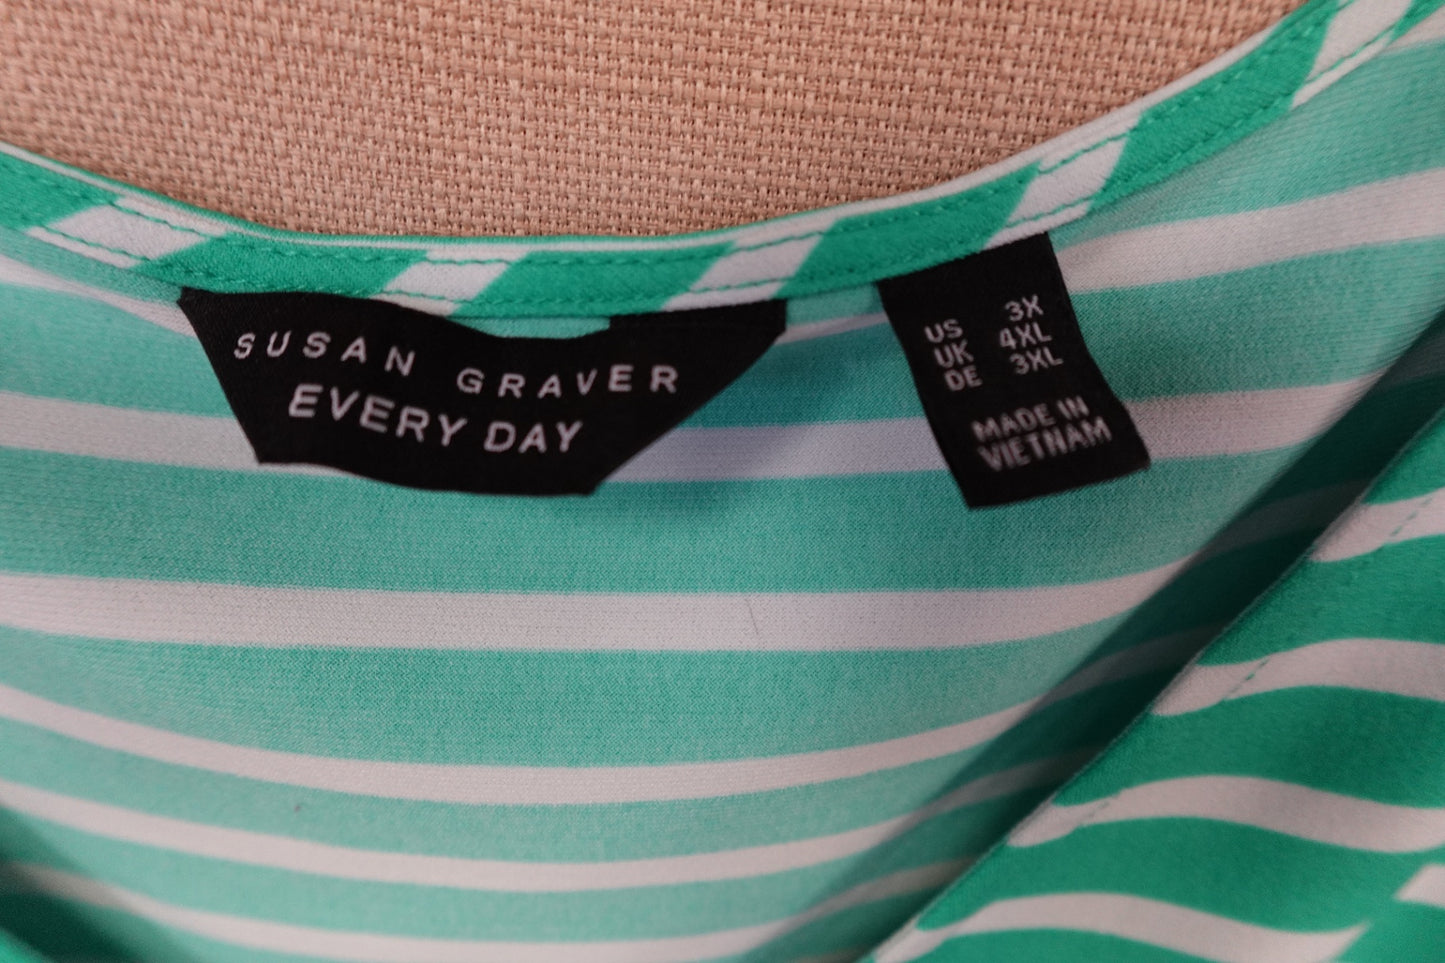 SUSAN GRAVER
EVERY DAY
US 3X
UK 4XL
DE 3XL
MADE IN
VIETNAM